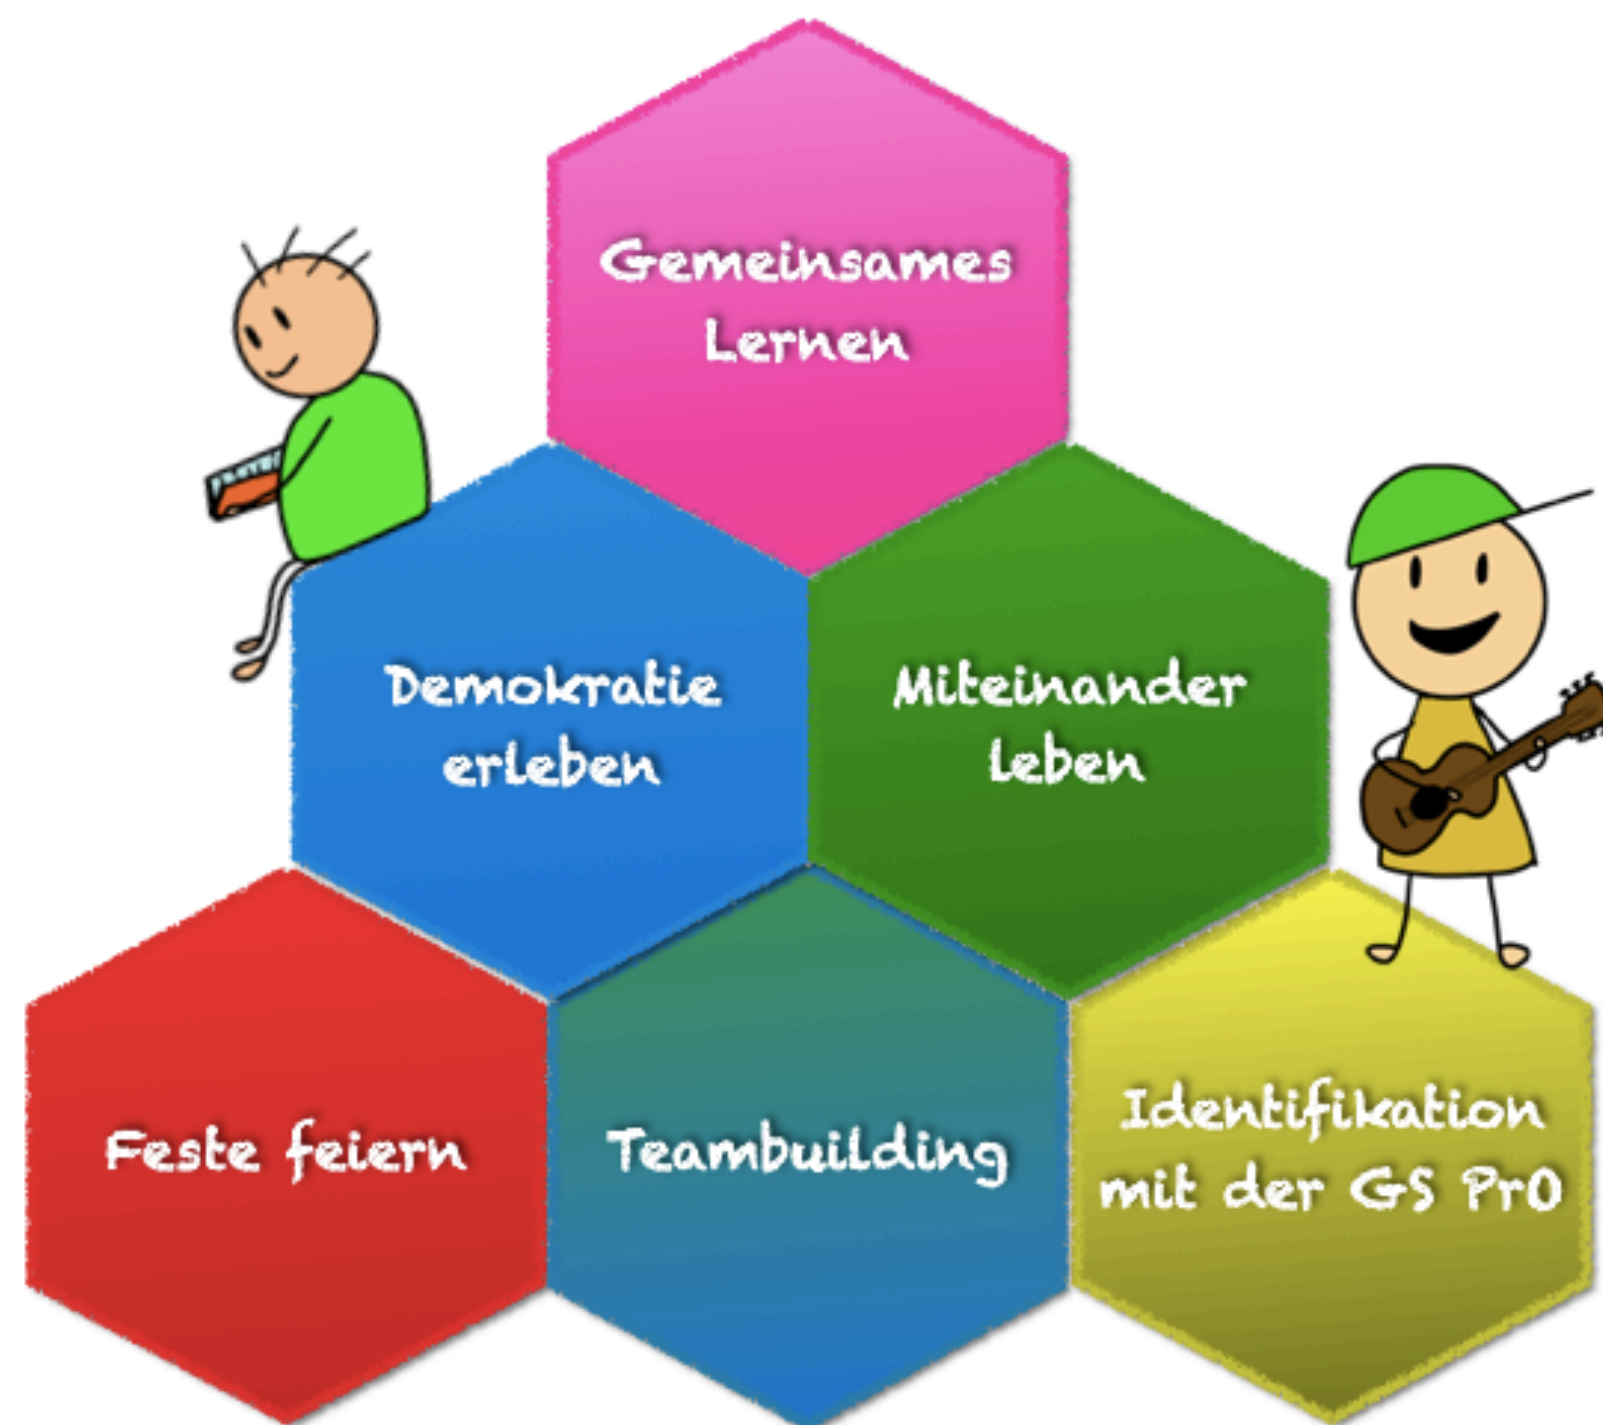 Gemeinsames
Lernen
Demokratie
erleben
Miteinander
leben
Feste feiern
Teambuilding
Identifikation
mit der GS PrO